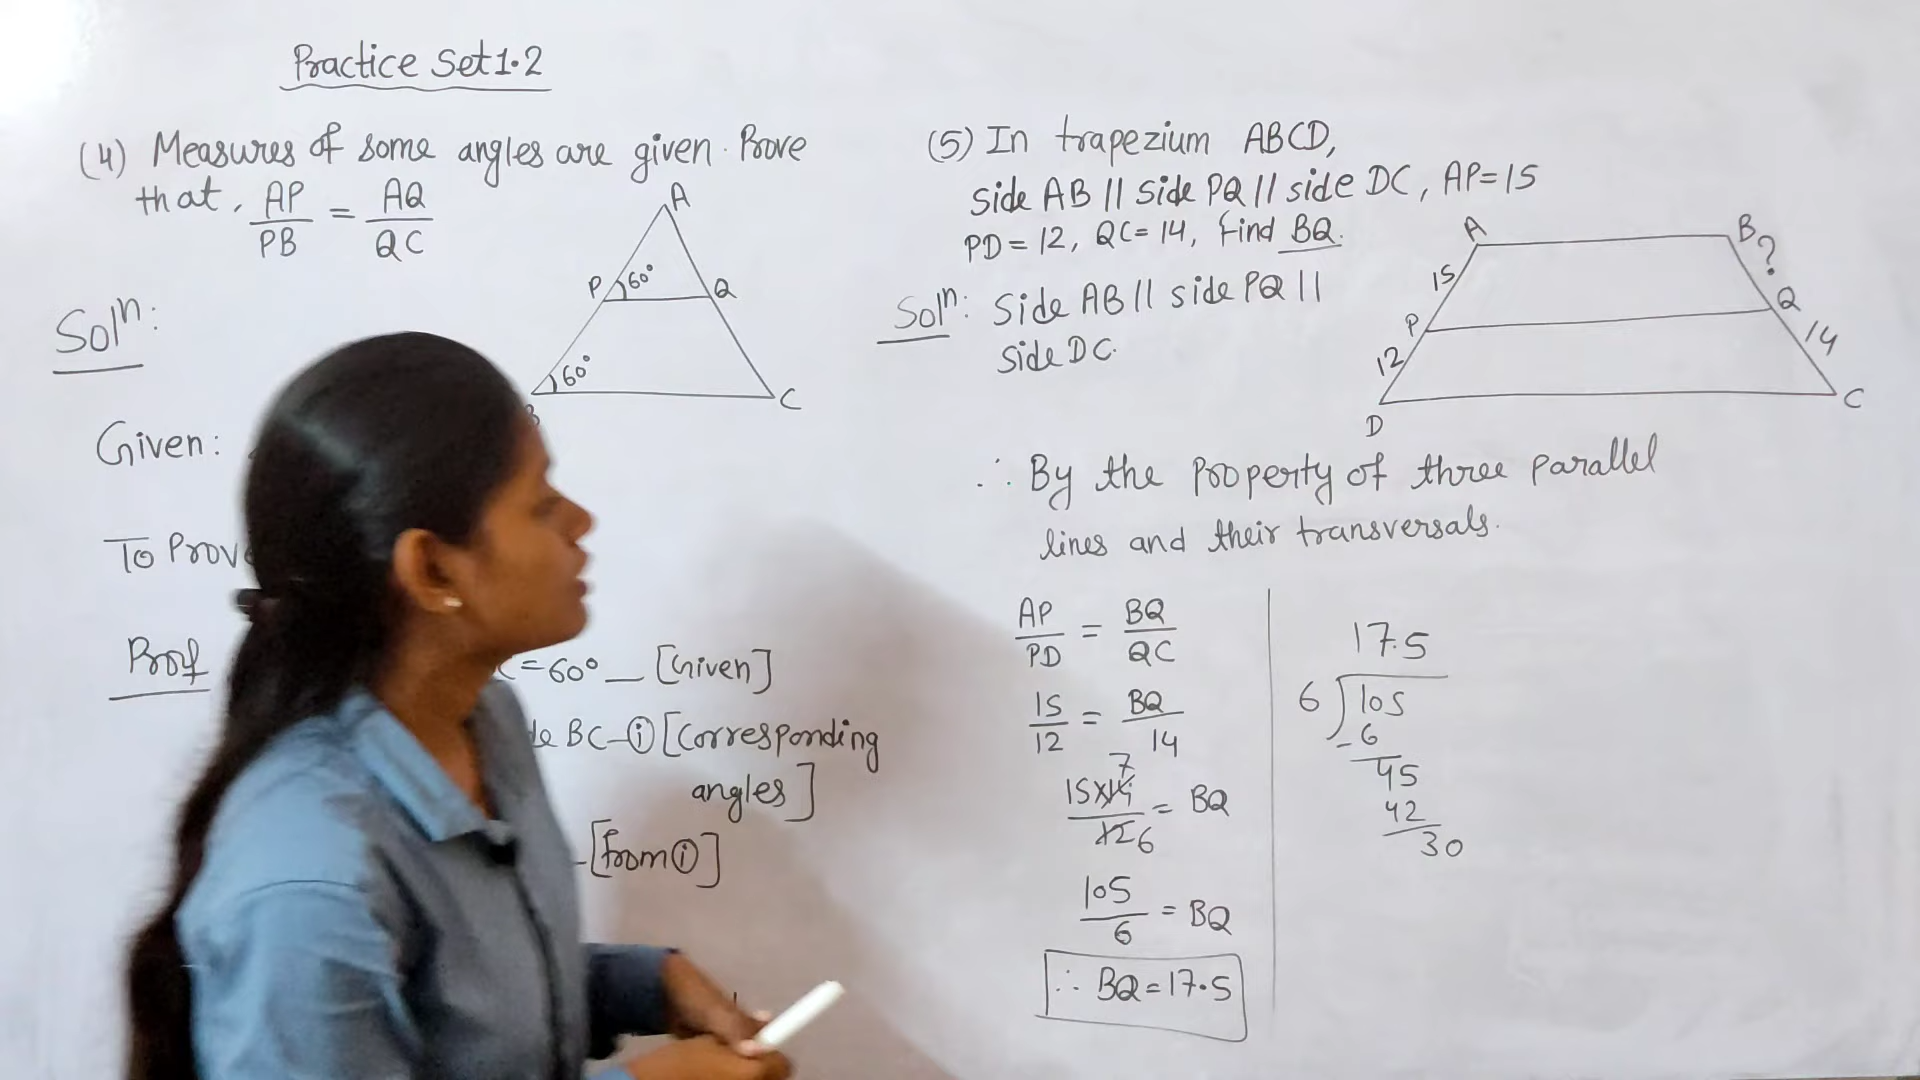 Practice Set 1.2
(4) Measures of some angles are given. Prove
that, AP/PB = AQ/QC
A
P 60° Q
60°
C
Solⁿ:
Given:
To Prove
Prof
= 60° _ [Given]
BC _ ⓘ [Corresponding
angles]
_ [from ⓘ]
(5) In trapezium ABCD,
side AB || side PQ || side DC, AP=15
PD = 12, QC = 14, find BQ.
A B
15 ?
P Q
12 14
D C
Solⁿ: Side AB || side PQ ||
side DC.
∴ By the property of three parallel
lines and their transversals.
AP/PD = BQ/QC
15/12 = BQ/14
7
15×14/12 = BQ
6
105/6 = BQ
∴ BQ = 17.5
17.5
6 105
-6
45
42
30